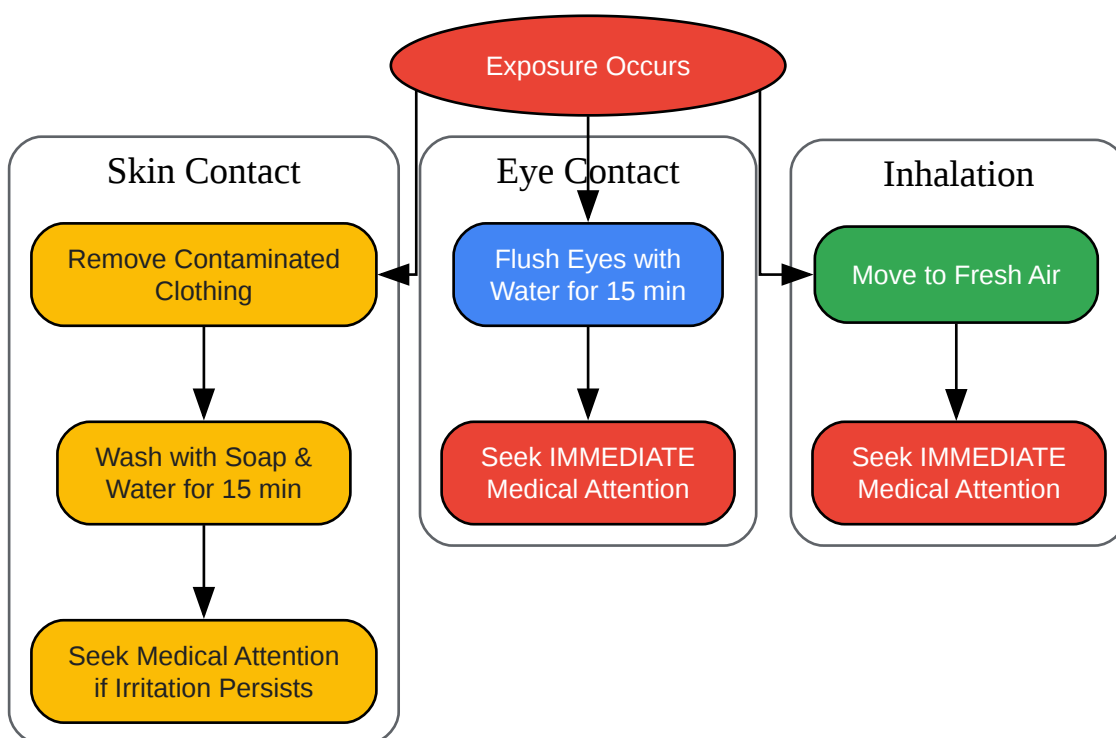 Exposure Occurs
Skin Contact
Remove Contaminated
Clothing
Wash with Soap &
Water for 15 min
Seek Medical Attention
if Irritation Persists
Eye Contact
Flush Eyes with
Water for 15 min
Seek IMMEDIATE
Medical Attention
Inhalation
Move to Fresh Air
Seek IMMEDIATE
Medical Attention